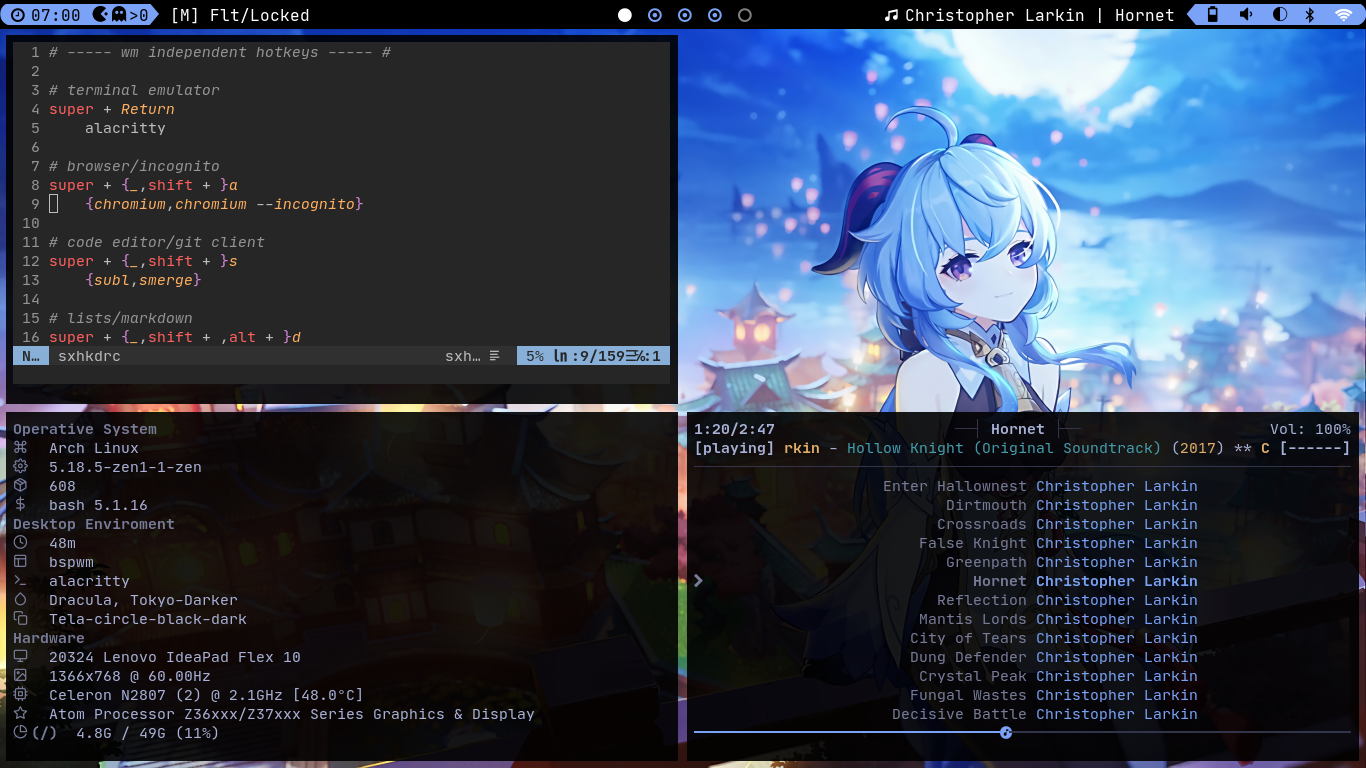 07:00 >0 [M] Flt/Locked
Christopher Larkin | Hornet
1 # ----- wm independent hotkeys ----- #
2
3 # terminal emulator
4 super + Return
5 alacritty
6
7 # browser/incognito
8 super + {_,shift + }a
9 {chromium,chromium --incognito}
10
11 # code editor/git client
12 super + {_,shift + }s
13 {subl,smerge}
14
15 # lists/markdown
16 super + {_,shift + ,alt + }d
N… sxhkdrc sxh… 5% ln :9/159 ℅:1
Operative System
Arch Linux
5.18.5-zen1-1-zen
608
bash 5.1.16
Desktop Enviroment
48m
bspwm
alacritty
Dracula, Tokyo-Darker
Tela-circle-black-dark
Hardware
20324 Lenovo IdeaPad Flex 10
1366x768 @ 60.00Hz
Celeron N2807 (2) @ 2.1GHz [48.0°C]
Atom Processor Z36xxx/Z37xxx Series Graphics & Display
(/) 4.8G / 49G (11%)
1:20/2:47 Hornet Vol: 100%
[playing] rkin - Hollow Knight (Original Soundtrack) (2017) ** C [------]
Enter Hallownest Christopher Larkin
Dirtmouth Christopher Larkin
Crossroads Christopher Larkin
False Knight Christopher Larkin
Greenpath Christopher Larkin
Hornet Christopher Larkin
Reflection Christopher Larkin
Mantis Lords Christopher Larkin
City of Tears Christopher Larkin
Dung Defender Christopher Larkin
Crystal Peak Christopher Larkin
Fungal Wastes Christopher Larkin
Decisive Battle Christopher Larkin